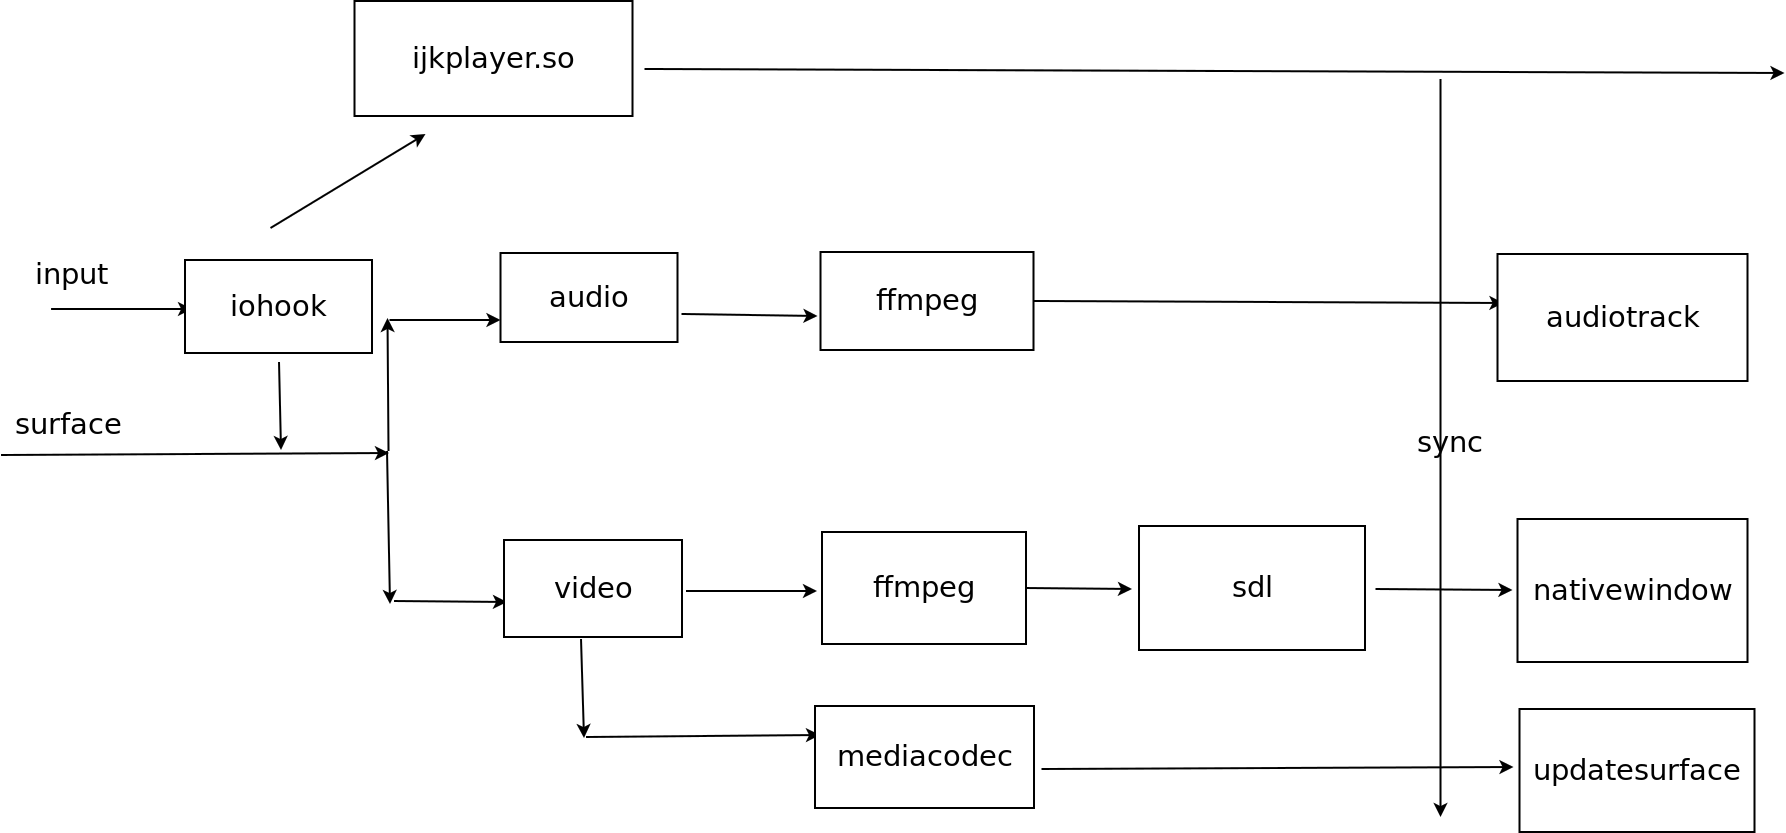 ijkplayer.so
input
iohook
audio
ffmpeg
audiotrack
surface
sync
video
ffmpeg
sdl
nativewindow
mediacodec
updatesurface